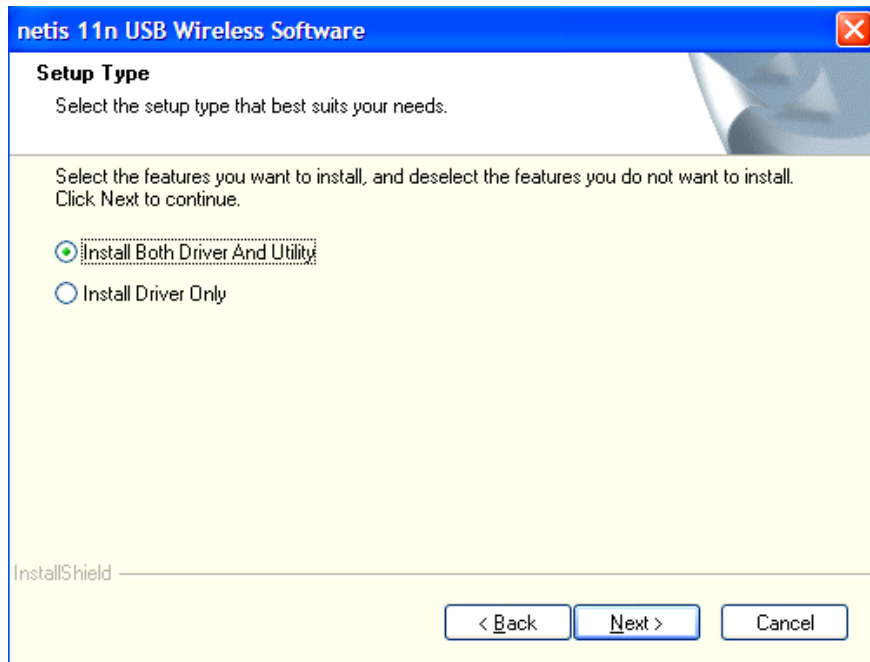 netis 11n USB Wireless Software
Setup Type
Select the setup type that best suits your needs.
Select the features you want to install, and deselect the features you do not want to install.
Click Next to continue.
Install Both Driver And Utility
Install Driver Only
InstallShield
< Back
Next >
Cancel